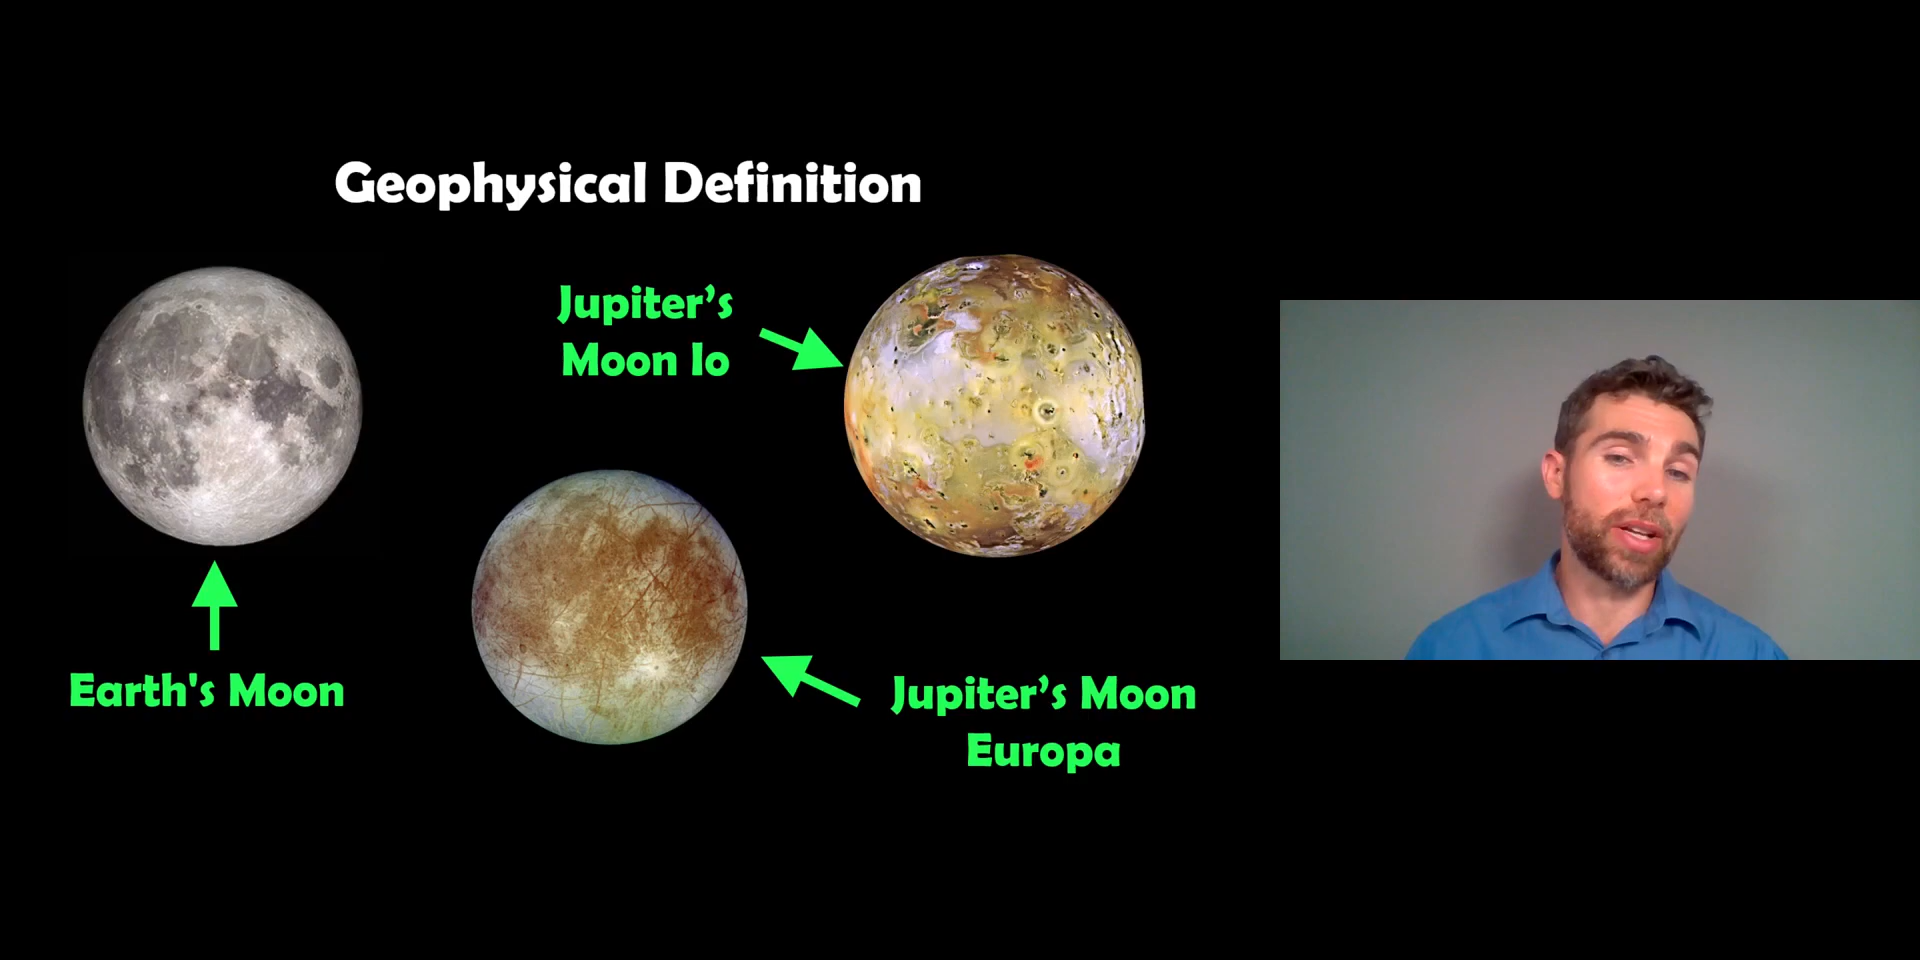 Geophysical Definition
Jupiter’s
Moon Io
Earth's Moon
Jupiter’s Moon
Europa